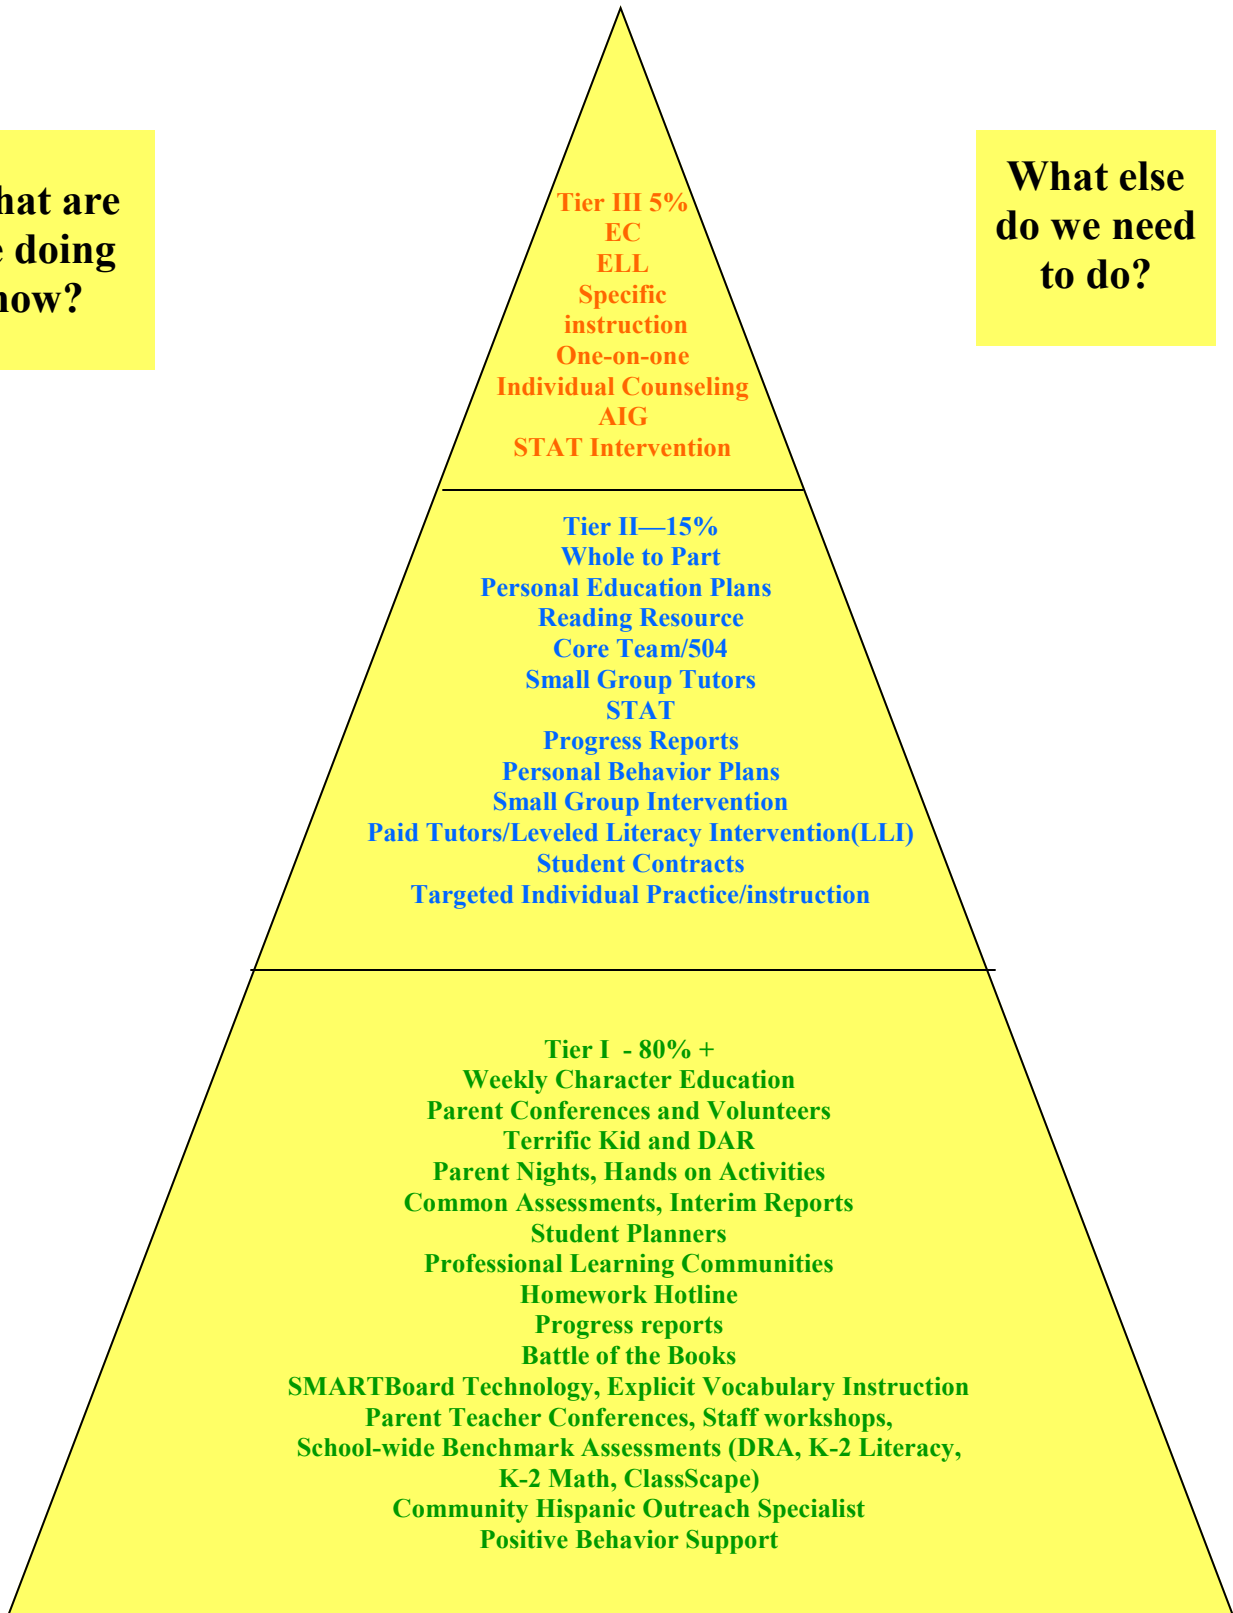 hat are
doing
now?
What else
do we need
to do?
Tier III 5%
EC
ELL
Specific
instruction
One-on-one
Individual Counseling
AIG
STAT Intervention
Tier II—15%
Whole to Part
Personal Education Plans
Reading Resource
Core Team/504
Small Group Tutors
STAT
Progress Reports
Personal Behavior Plans
Small Group Intervention
Paid Tutors/Leveled Literacy Intervention(LLI)
Student Contracts
Targeted Individual Practice/instruction
Tier I - 80% +
Weekly Character Education
Parent Conferences and Volunteers
Terrific Kid and DAR
Parent Nights, Hands on Activities
Common Assessments, Interim Reports
Student Planners
Professional Learning Communities
Homework Hotline
Progress reports
Battle of the Books
SMARTBoard Technology, Explicit Vocabulary Instruction
Parent Teacher Conferences, Staff workshops,
School-wide Benchmark Assessments (DRA, K-2 Literacy,
K-2 Math, ClassScape)
Community Hispanic Outreach Specialist
Positive Behavior Support